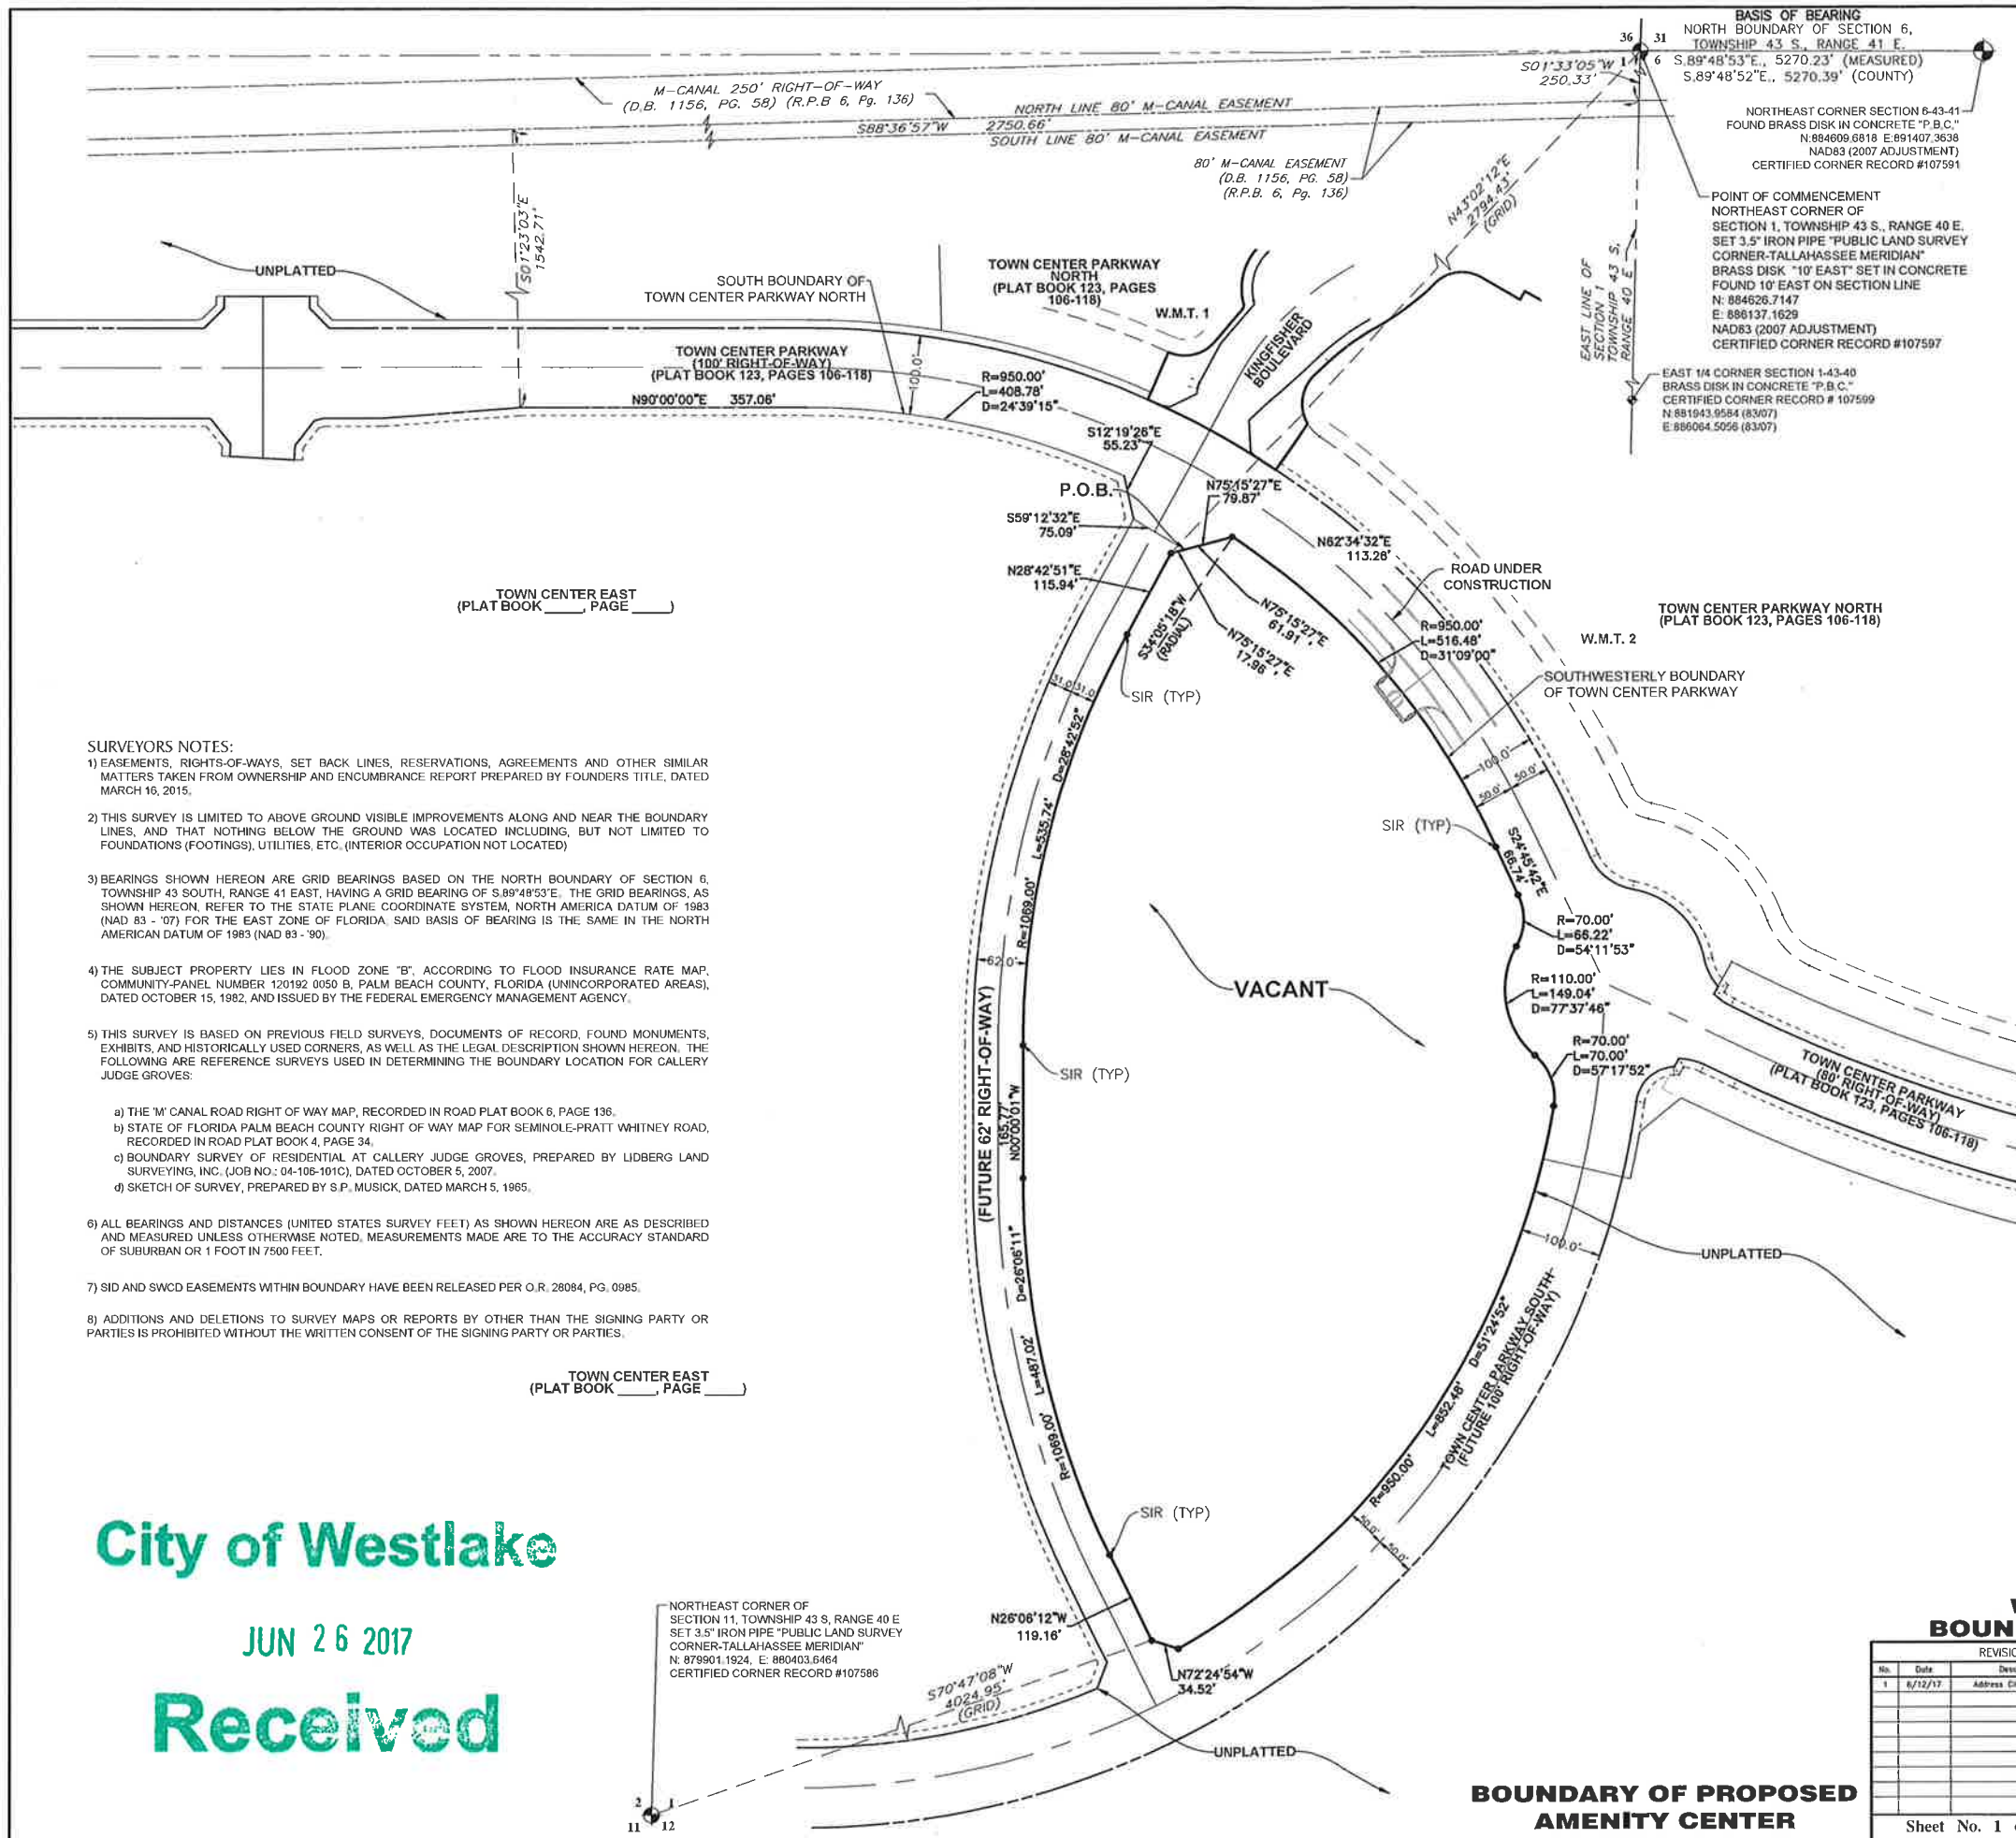 BASIS OF BEARING
NORTH BOUNDARY OF SECTION 6,
TOWNSHIP 43 S., RANGE 41 E.
S.89°48'53"E., 5270.23' (MEASURED)
S.89°48'52"E., 5270.39' (COUNTY)
36 31
1 6
S01°33'05"W
250.33'
NORTHEAST CORNER SECTION 6-43-41
FOUND BRASS DISK IN CONCRETE "P.B.C."
N:884609.6818 E:891407.3638
NAD83 (2007 ADJUSTMENT)
CERTIFIED CORNER RECORD #107591
M-CANAL 250' RIGHT-OF-WAY
(D.B. 1156, PG. 58) (R.P.B 6, Pg. 136)
NORTH LINE 80' M-CANAL EASEMENT
S88°36'57"W 2750.66'
SOUTH LINE 80' M-CANAL EASEMENT
80' M-CANAL EASEMENT
(D.B. 1156, PG. 58)
(R.P.B. 6, Pg. 136)
N43°02'12"E
2794.43'
(GRID)
POINT OF COMMENCEMENT
NORTHEAST CORNER OF
SECTION 1, TOWNSHIP 43 S., RANGE 40 E.
SET 3.5" IRON PIPE "PUBLIC LAND SURVEY
CORNER-TALLAHASSEE MERIDIAN"
BRASS DISK "10' EAST" SET IN CONCRETE
FOUND 10' EAST ON SECTION LINE
N: 884626.7147
E: 886137.1629
NAD83 (2007 ADJUSTMENT)
CERTIFIED CORNER RECORD #107597
EAST LINE OF
SECTION 1
TOWNSHIP 43 S,
RANGE 40 E
EAST 1/4 CORNER SECTION 1-43-40
BRASS DISK IN CONCRETE "P.B.C."
CERTIFIED CORNER RECORD # 107599
N:881943.9584 (83/07)
E:886064.5056 (83/07)
S01°23'03"E
1542.71'
UNPLATTED
SOUTH BOUNDARY OF
TOWN CENTER PARKWAY NORTH
TOWN CENTER PARKWAY
NORTH
(PLAT BOOK 123, PAGES
106-118)
W.M.T. 1
KINGFISHER
BOULEVARD
TOWN CENTER PARKWAY
(100' RIGHT-OF-WAY)
(PLAT BOOK 123, PAGES 106-118)
100.0'
N90°00'00"E 357.06'
R=950.00'
L=408.78'
D=24°39'15"
S12°19'26"E
55.23'
P.O.B.
N75°15'27"E
79.87'
S59°12'32"E
75.09'
N28°42'51"E
115.94'
N62°34'32"E
113.28'
ROAD UNDER
CONSTRUCTION
TOWN CENTER EAST
(PLAT BOOK _____, PAGE _____)
S34°05'18"W
(RADIAL)
N75°15'27"E
61.91'
N75°15'27"E
17.96'
R=950.00'
L=516.48'
D=31°09'00"
TOWN CENTER PARKWAY NORTH
(PLAT BOOK 123, PAGES 106-118)
W.M.T. 2
SOUTHWESTERLY BOUNDARY
OF TOWN CENTER PARKWAY
31.0' 31.0'
SIR (TYP)
R=1069.00' L=535.74' D=28°42'52"
100.0'
50.0'
50.0'
SIR (TYP)
S24°45'42"E
66.74'
SURVEYORS NOTES:
1) EASEMENTS, RIGHTS-OF-WAYS, SET BACK LINES, RESERVATIONS, AGREEMENTS AND OTHER SIMILAR
MATTERS TAKEN FROM OWNERSHIP AND ENCUMBRANCE REPORT PREPARED BY FOUNDERS TITLE, DATED
MARCH 16, 2015.
2) THIS SURVEY IS LIMITED TO ABOVE GROUND VISIBLE IMPROVEMENTS ALONG AND NEAR THE BOUNDARY
LINES, AND THAT NOTHING BELOW THE GROUND WAS LOCATED INCLUDING, BUT NOT LIMITED TO
FOUNDATIONS (FOOTINGS), UTILITIES, ETC. (INTERIOR OCCUPATION NOT LOCATED)
3) BEARINGS SHOWN HEREON ARE GRID BEARINGS BASED ON THE NORTH BOUNDARY OF SECTION 6,
TOWNSHIP 43 SOUTH, RANGE 41 EAST, HAVING A GRID BEARING OF S.89°48'53"E. THE GRID BEARINGS, AS
SHOWN HEREON, REFER TO THE STATE PLANE COORDINATE SYSTEM, NORTH AMERICA DATUM OF 1983
(NAD 83 - '07) FOR THE EAST ZONE OF FLORIDA. SAID BASIS OF BEARING IS THE SAME IN THE NORTH
AMERICAN DATUM OF 1983 (NAD 83 - '90).
4) THE SUBJECT PROPERTY LIES IN FLOOD ZONE "B", ACCORDING TO FLOOD INSURANCE RATE MAP,
COMMUNITY-PANEL NUMBER 120192 0050 B, PALM BEACH COUNTY, FLORIDA (UNINCORPORATED AREAS),
DATED OCTOBER 15, 1982, AND ISSUED BY THE FEDERAL EMERGENCY MANAGEMENT AGENCY.
5) THIS SURVEY IS BASED ON PREVIOUS FIELD SURVEYS, DOCUMENTS OF RECORD, FOUND MONUMENTS,
EXHIBITS, AND HISTORICALLY USED CORNERS, AS WELL AS THE LEGAL DESCRIPTION SHOWN HEREON. THE
FOLLOWING ARE REFERENCE SURVEYS USED IN DETERMINING THE BOUNDARY LOCATION FOR CALLERY
JUDGE GROVES:
a) THE 'M' CANAL ROAD RIGHT OF WAY MAP, RECORDED IN ROAD PLAT BOOK 6, PAGE 136.
b) STATE OF FLORIDA PALM BEACH COUNTY RIGHT OF WAY MAP FOR SEMINOLE-PRATT WHITNEY ROAD,
RECORDED IN ROAD PLAT BOOK 4, PAGE 34.
c) BOUNDARY SURVEY OF RESIDENTIAL AT CALLERY JUDGE GROVES, PREPARED BY LIDBERG LAND
SURVEYING, INC. (JOB NO.: 04-106-101C), DATED OCTOBER 5, 2007.
d) SKETCH OF SURVEY, PREPARED BY S.P. MUSICK, DATED MARCH 5, 1965.
6) ALL BEARINGS AND DISTANCES (UNITED STATES SURVEY FEET) AS SHOWN HEREON ARE AS DESCRIBED
AND MEASURED UNLESS OTHERWISE NOTED. MEASUREMENTS MADE ARE TO THE ACCURACY STANDARD
OF SUBURBAN OR 1 FOOT IN 7500 FEET.
7) SID AND SWCD EASEMENTS WITHIN BOUNDARY HAVE BEEN RELEASED PER O.R. 28084, PG. 0985.
8) ADDITIONS AND DELETIONS TO SURVEY MAPS OR REPORTS BY OTHER THAN THE SIGNING PARTY OR
PARTIES IS PROHIBITED WITHOUT THE WRITTEN CONSENT OF THE SIGNING PARTY OR PARTIES.
TOWN CENTER EAST
(PLAT BOOK _____, PAGE _____)
62.0'
(FUTURE 62' RIGHT-OF-WAY)
VACANT
R=70.00'
L=66.22'
D=54°11'53"
R=110.00'
L=149.04'
D=77°37'46"
R=70.00'
L=70.00'
D=57°17'52"
SIR (TYP)
165.77'
N00°00'01"W
TOWN CENTER PARKWAY
(80' RIGHT-OF-WAY)
(PLAT BOOK 123, PAGES 106-118)
100.0'
UNPLATTED
R=1069.00' L=487.02' D=26°06'11"
R=950.00' L=852.48' D=51°24'52"
TOWN CENTER PARKWAY SOUTH
(FUTURE 100' RIGHT-OF-WAY)
50.0'
50.0'
SIR (TYP)
City of Westlake
JUN 26 2017
Received
NORTHEAST CORNER OF
SECTION 11, TOWNSHIP 43 S, RANGE 40 E
SET 3.5" IRON PIPE "PUBLIC LAND SURVEY
CORNER-TALLAHASSEE MERIDIAN"
N: 879901.1924, E: 880403.6464
CERTIFIED CORNER RECORD #107586
N26°06'12"W
119.16'
N72°24'54"W
34.52'
S70°47'08"W
4024.95'
(GRID)
UNPLATTED
2 1
11 12
BOUNDARY OF PROPOSED
AMENITY CENTER
BOUN
REVISIO
No. Date Des
1 6/12/17 Address
Sheet No. 1